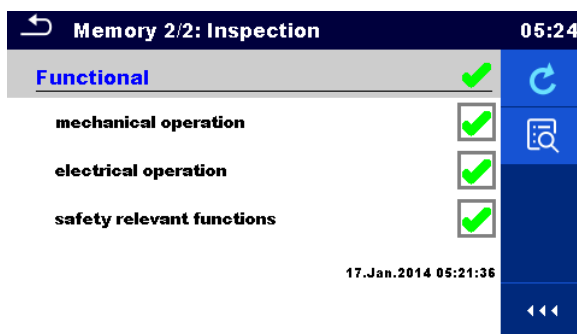 Memory 2/2: Inspection 05:24
Functional
mechanical operation
electrical operation
safety relevant functions
17.Jan.2014 05:21:36